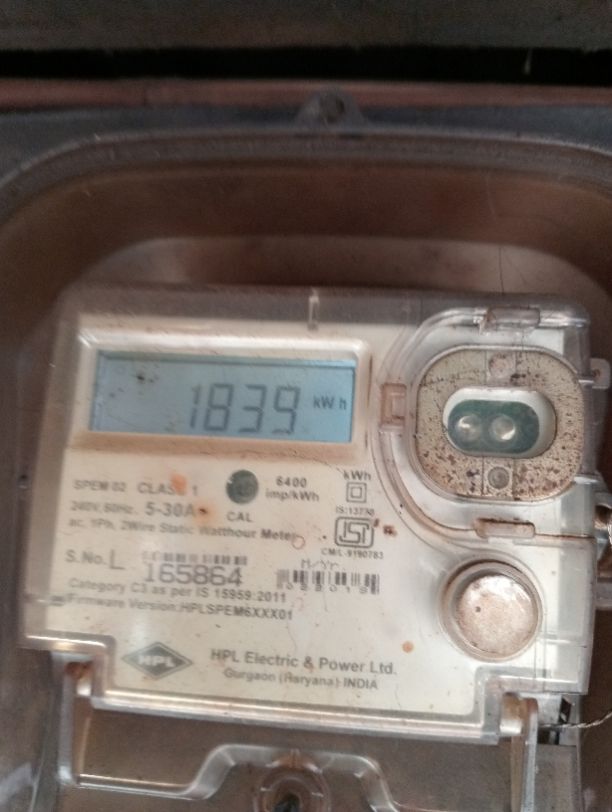 1839 kWh
SPEM 02 CLASS 1
6400 imp/kWh
kWh
240V, 50Hz, 5-30A
CAL
IS:13779
ac, 1Ph, 2Wire Static Watthour Meter
ISI
CM/L-9190783
S.No. L 165864
M/Yr.
Category C3 as per IS 15959:2011
Firmware Version:HPLSPEM6XXX01
HPL
HPL Electric & Power Ltd.
Gurgaon (Haryana) INDIA